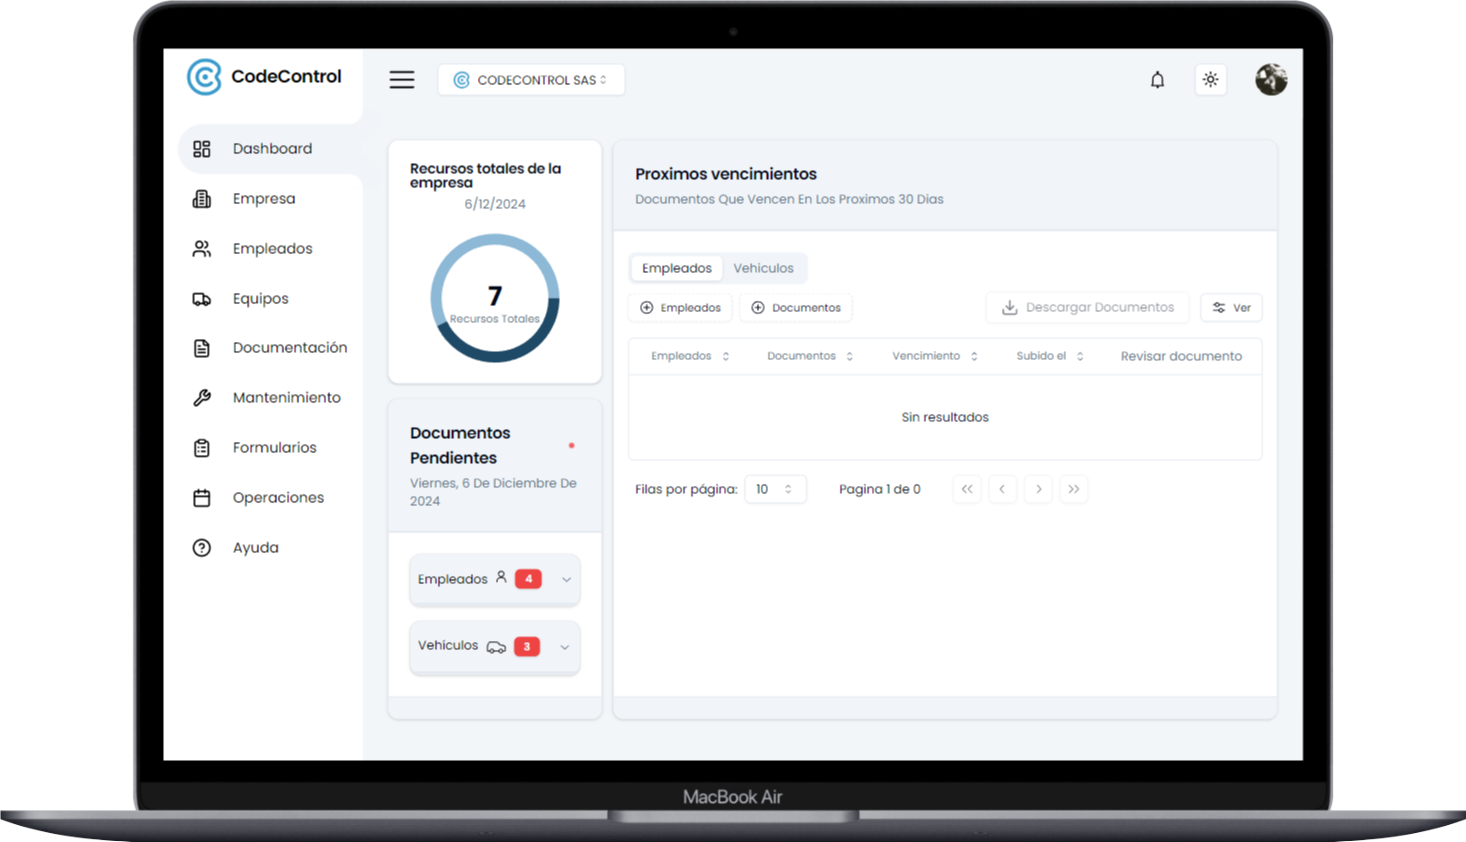 CodeControl
CODECONTROL SAS
Dashboard
Empresa
Empleados
Equipos
Documentación
Mantenimiento
Formularios
Operaciones
Ayuda
Recursos totales de la
empresa
6/12/2024
7
Recursos Totales
Documentos
Pendientes
Viernes, 6 De Diciembre De
2024
Empleados 4
Vehiculos 3
Proximos vencimientos
Documentos Que Vencen En Los Proximos 30 Dias
Empleados Vehiculos
Empleados Documentos Descargar Documentos Ver
Empleados Documentos Vencimiento Subido el Revisar documento
Sin resultados
Filas por página: 10 Pagina 1 de 0
MacBook Air